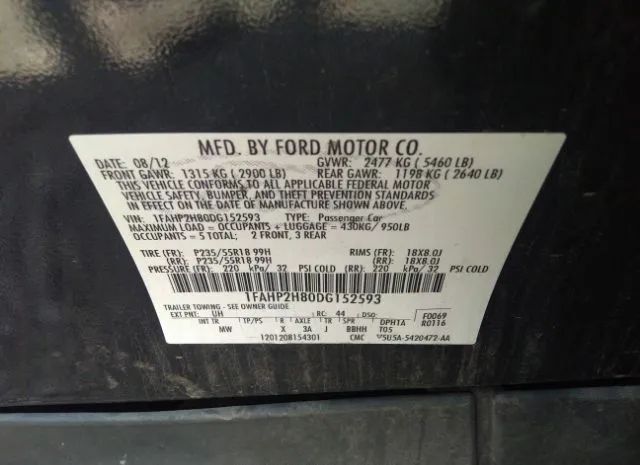 MFD. BY FORD MOTOR CO.
DATE: 08/12 GVWR: 2477 KG ( 5460 LB)
FRONT GAWR: 1315 KG ( 2900 LB) REAR GAWR: 1198 KG ( 2640 LB)
THIS VEHICLE CONFORMS TO ALL APPLICABLE FEDERAL MOTOR
VEHICLE SAFETY, BUMPER, AND THEFT PREVENTION STANDARDS
IN EFFECT ON THE DATE OF MANUFACTURE SHOWN ABOVE.
VIN: 1FAHP2H80DG152593 TYPE: Passenger Car
MAXIMUM LOAD = OCCUPANTS + LUGGAGE = 430KG/ 950LB
OCCUPANTS = 5 TOTAL; 2 FRONT, 3 REAR
TIRE (FR): P235/55R18 99H RIMS (FR): 18X8.0J
(RR): P235/55R18 99H (RR): 18X8.0J
PRESSURE (FR): 220 kPa/ 32 PSI COLD (RR): 220 kPa/ 32 PSI COLD
1FAHP2H80DG152593
TRAILER TOWING - SEE OWNER GUIDE
EXT PNT: UH RC: 44 DSO: F0069
INT TR TP/PS R AXLE TR SPR DPHTA R0116
MW X 3A J BBHH T05
1201208154301 CMC 5U5A-5420472-AA